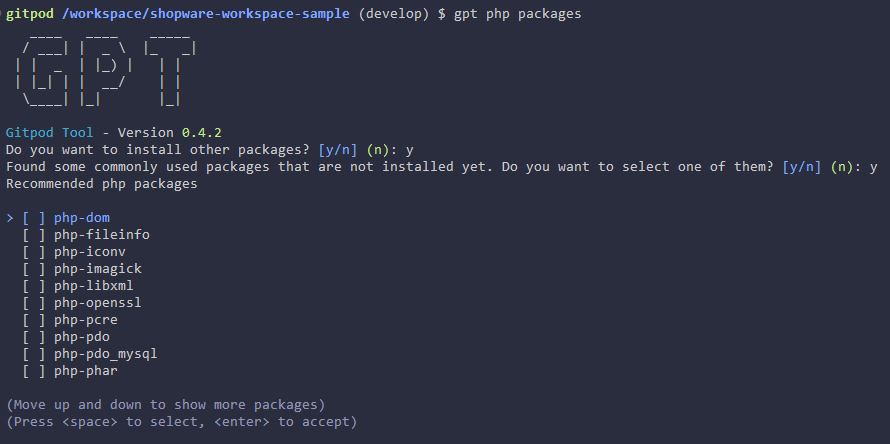 gitpod /workspace/shopware-workspace-sample (develop) $ gpt php packages
GPT
Gitpod Tool - Version 0.4.2
Do you want to install other packages? [y/n] (n): y
Found some commonly used packages that are not installed yet. Do you want to select one of them? [y/n] (n): y
Recommended php packages
> [ ] php-dom
[ ] php-fileinfo
[ ] php-iconv
[ ] php-imagick
[ ] php-libxml
[ ] php-openssl
[ ] php-pcre
[ ] php-pdo
[ ] php-pdo_mysql
[ ] php-phar
(Move up and down to show more packages)
(Press <space> to select, <enter> to accept)